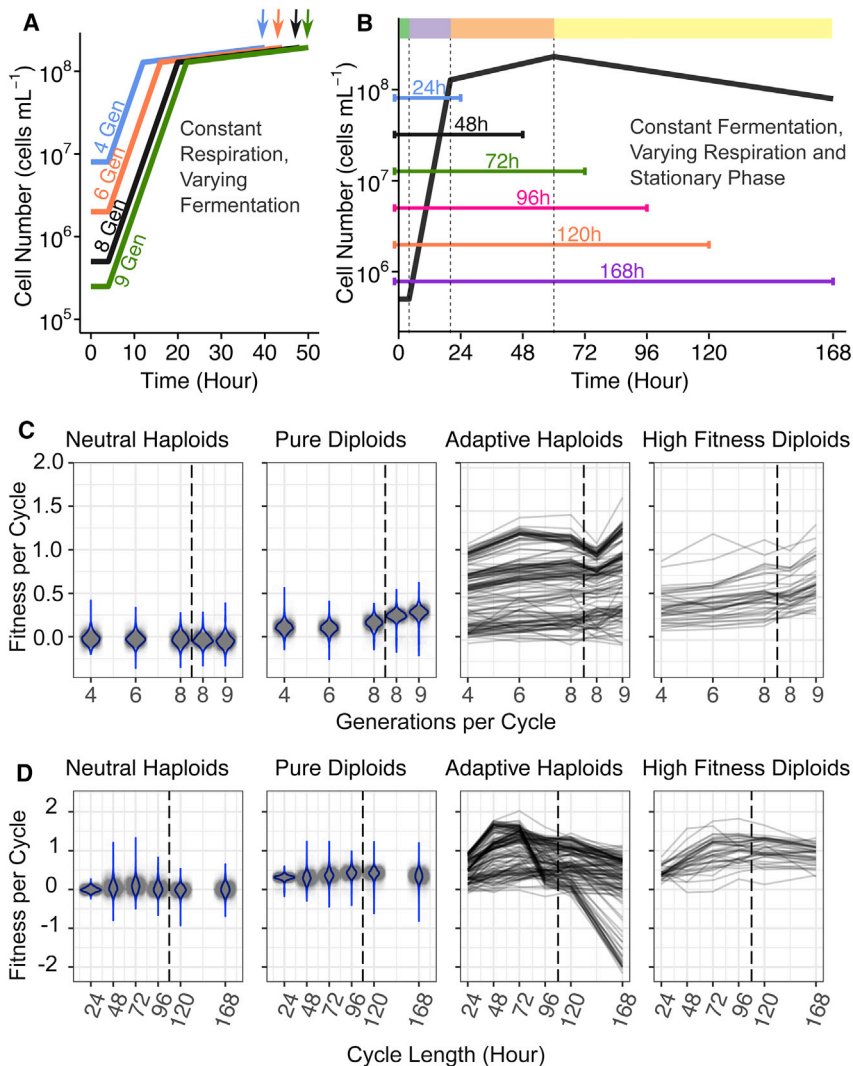 A
Cell Number (cells mL⁻¹)
10⁸
10⁷
10⁶
10⁵
4 Gen
6 Gen
8 Gen
9 Gen
Constant
Respiration,
Varying
Fermentation
0 10 20 30 40 50
Time (Hour)
B
Cell Number (cells mL⁻¹)
10⁸
10⁷
10⁶
24h
48h
72h
96h
120h
168h
Constant Fermentation,
Varying Respiration and
Stationary Phase
0 24 48 72 96 120 168
Time (Hour)
C
Neutral Haploids Pure Diploids Adaptive Haploids High Fitness Diploids
Fitness per Cycle
2.0
1.5
1.0
0.5
0.0
4 6 8 8 9 4 6 8 8 9 4 6 8 8 9 4 6 8 8 9
Generations per Cycle
D
Neutral Haploids Pure Diploids Adaptive Haploids High Fitness Diploids
Fitness per Cycle
2
1
0
-1
-2
24 48 72 96 120 168 24 48 72 96 120 168 24 48 72 96 120 168 24 48 72 96 120 168
Cycle Length (Hour)